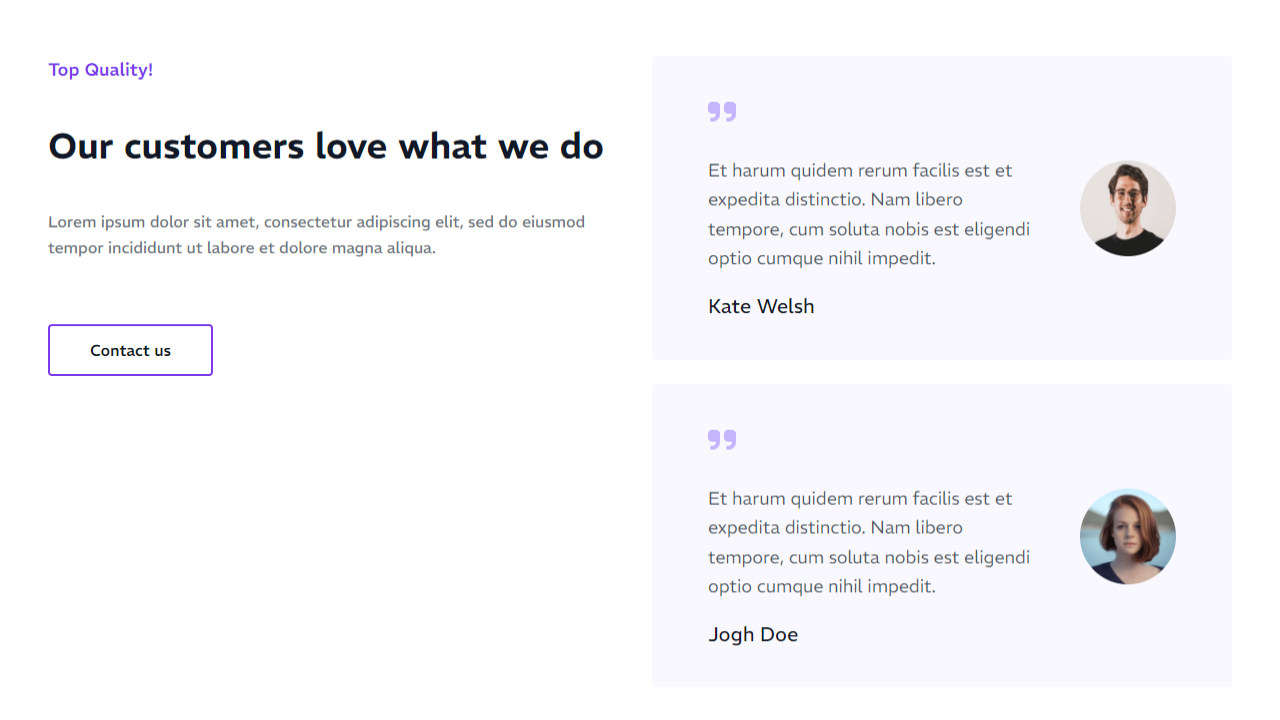 Top Quality!
Our customers love what we do
Lorem ipsum dolor sit amet, consectetur adipiscing elit, sed do eiusmod
tempor incididunt ut labore et dolore magna aliqua.
Contact us
Et harum quidem rerum facilis est et
expedita distinctio. Nam libero
tempore, cum soluta nobis est eligendi
optio cumque nihil impedit.
Kate Welsh
Et harum quidem rerum facilis est et
expedita distinctio. Nam libero
tempore, cum soluta nobis est eligendi
optio cumque nihil impedit.
Jogh Doe